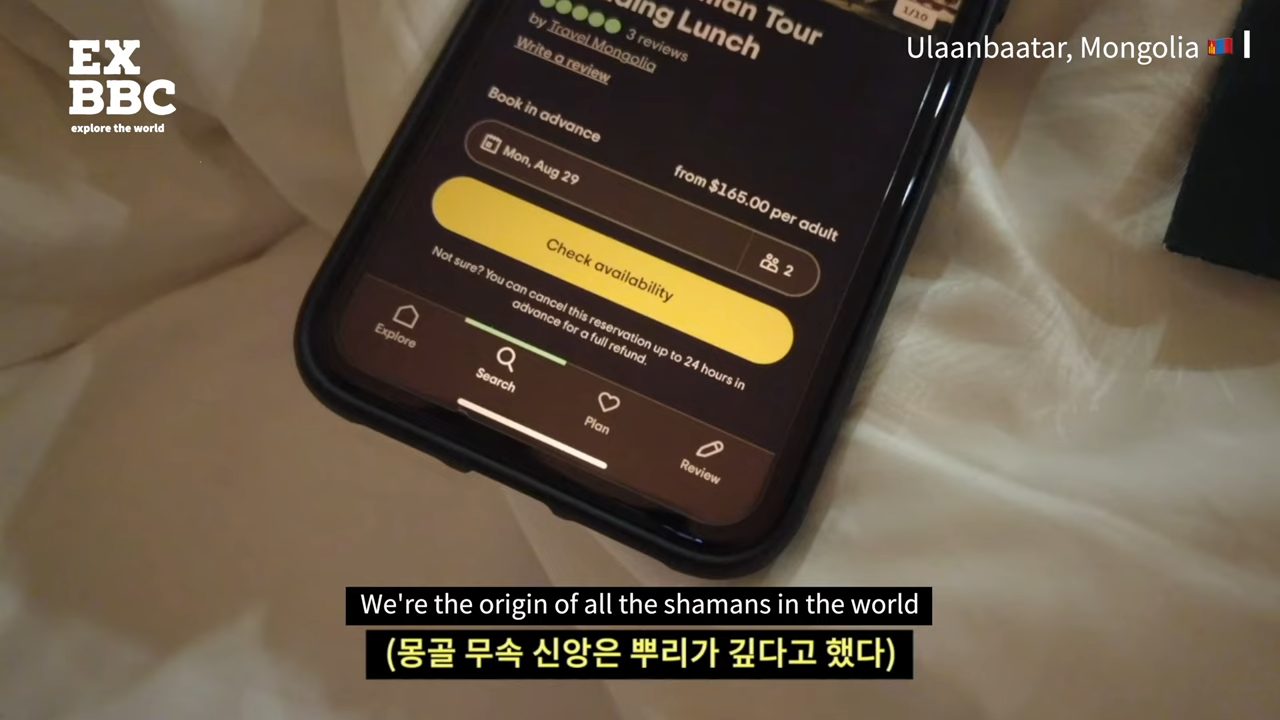 EX
BBC
explore the world
Ulaanbaatar, Mongolia 🇲🇳
1/10
Tour
Lunch
3 reviews
by Travel Mongolia
Write a review
Book in advance
from $165.00 per adult
Mon, Aug 29
2
Check availability
Not sure? You can cancel this reservation up to 24 hours in
advance for a full refund.
Explore
Search
Plan
Review
We're the origin of all the shamans in the world
(몽골 무속 신앙은 뿌리가 깊다고 했다)